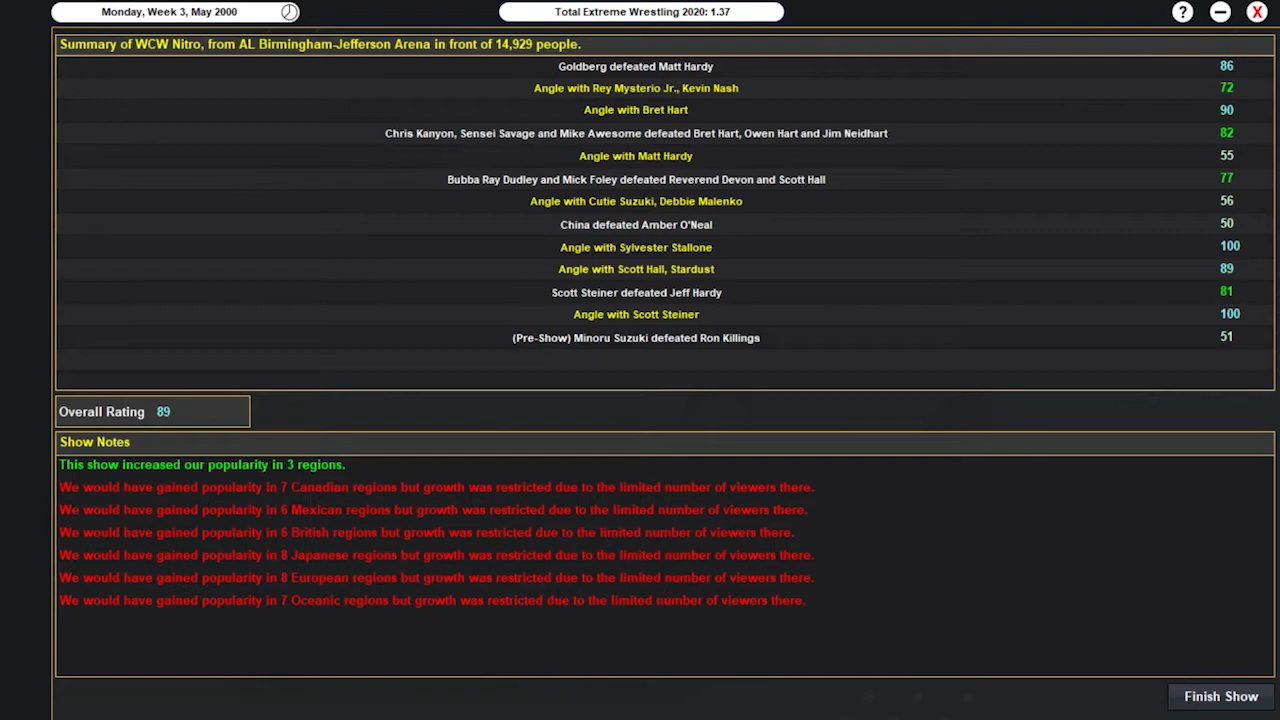 Monday, Week 3, May 2000
Total Extreme Wrestling 2020: 1.37
? X
Summary of WCW Nitro, from AL Birmingham-Jefferson Arena in front of 14,929 people.
Goldberg defeated Matt Hardy 86
Angle with Rey Mysterio Jr., Kevin Nash 72
Angle with Bret Hart 90
Chris Kanyon, Sensei Savage and Mike Awesome defeated Bret Hart, Owen Hart and Jim Neidhart 82
Angle with Matt Hardy 55
Bubba Ray Dudley and Mick Foley defeated Reverend Devon and Scott Hall 77
Angle with Cutie Suzuki, Debbie Malenko 56
China defeated Amber O'Neal 50
Angle with Sylvester Stallone 100
Angle with Scott Hall, Stardust 89
Scott Steiner defeated Jeff Hardy 81
Angle with Scott Steiner 100
(Pre-Show) Minoru Suzuki defeated Ron Killings 51
Overall Rating 89
Show Notes
This show increased our popularity in 3 regions.
We would have gained popularity in 7 Canadian regions but growth was restricted due to the limited number of viewers there.
We would have gained popularity in 6 Mexican regions but growth was restricted due to the limited number of viewers there.
We would have gained popularity in 6 British regions but growth was restricted due to the limited number of viewers there.
We would have gained popularity in 8 Japanese regions but growth was restricted due to the limited number of viewers there.
We would have gained popularity in 8 European regions but growth was restricted due to the limited number of viewers there.
We would have gained popularity in 7 Oceanic regions but growth was restricted due to the limited number of viewers there.
Finish Show